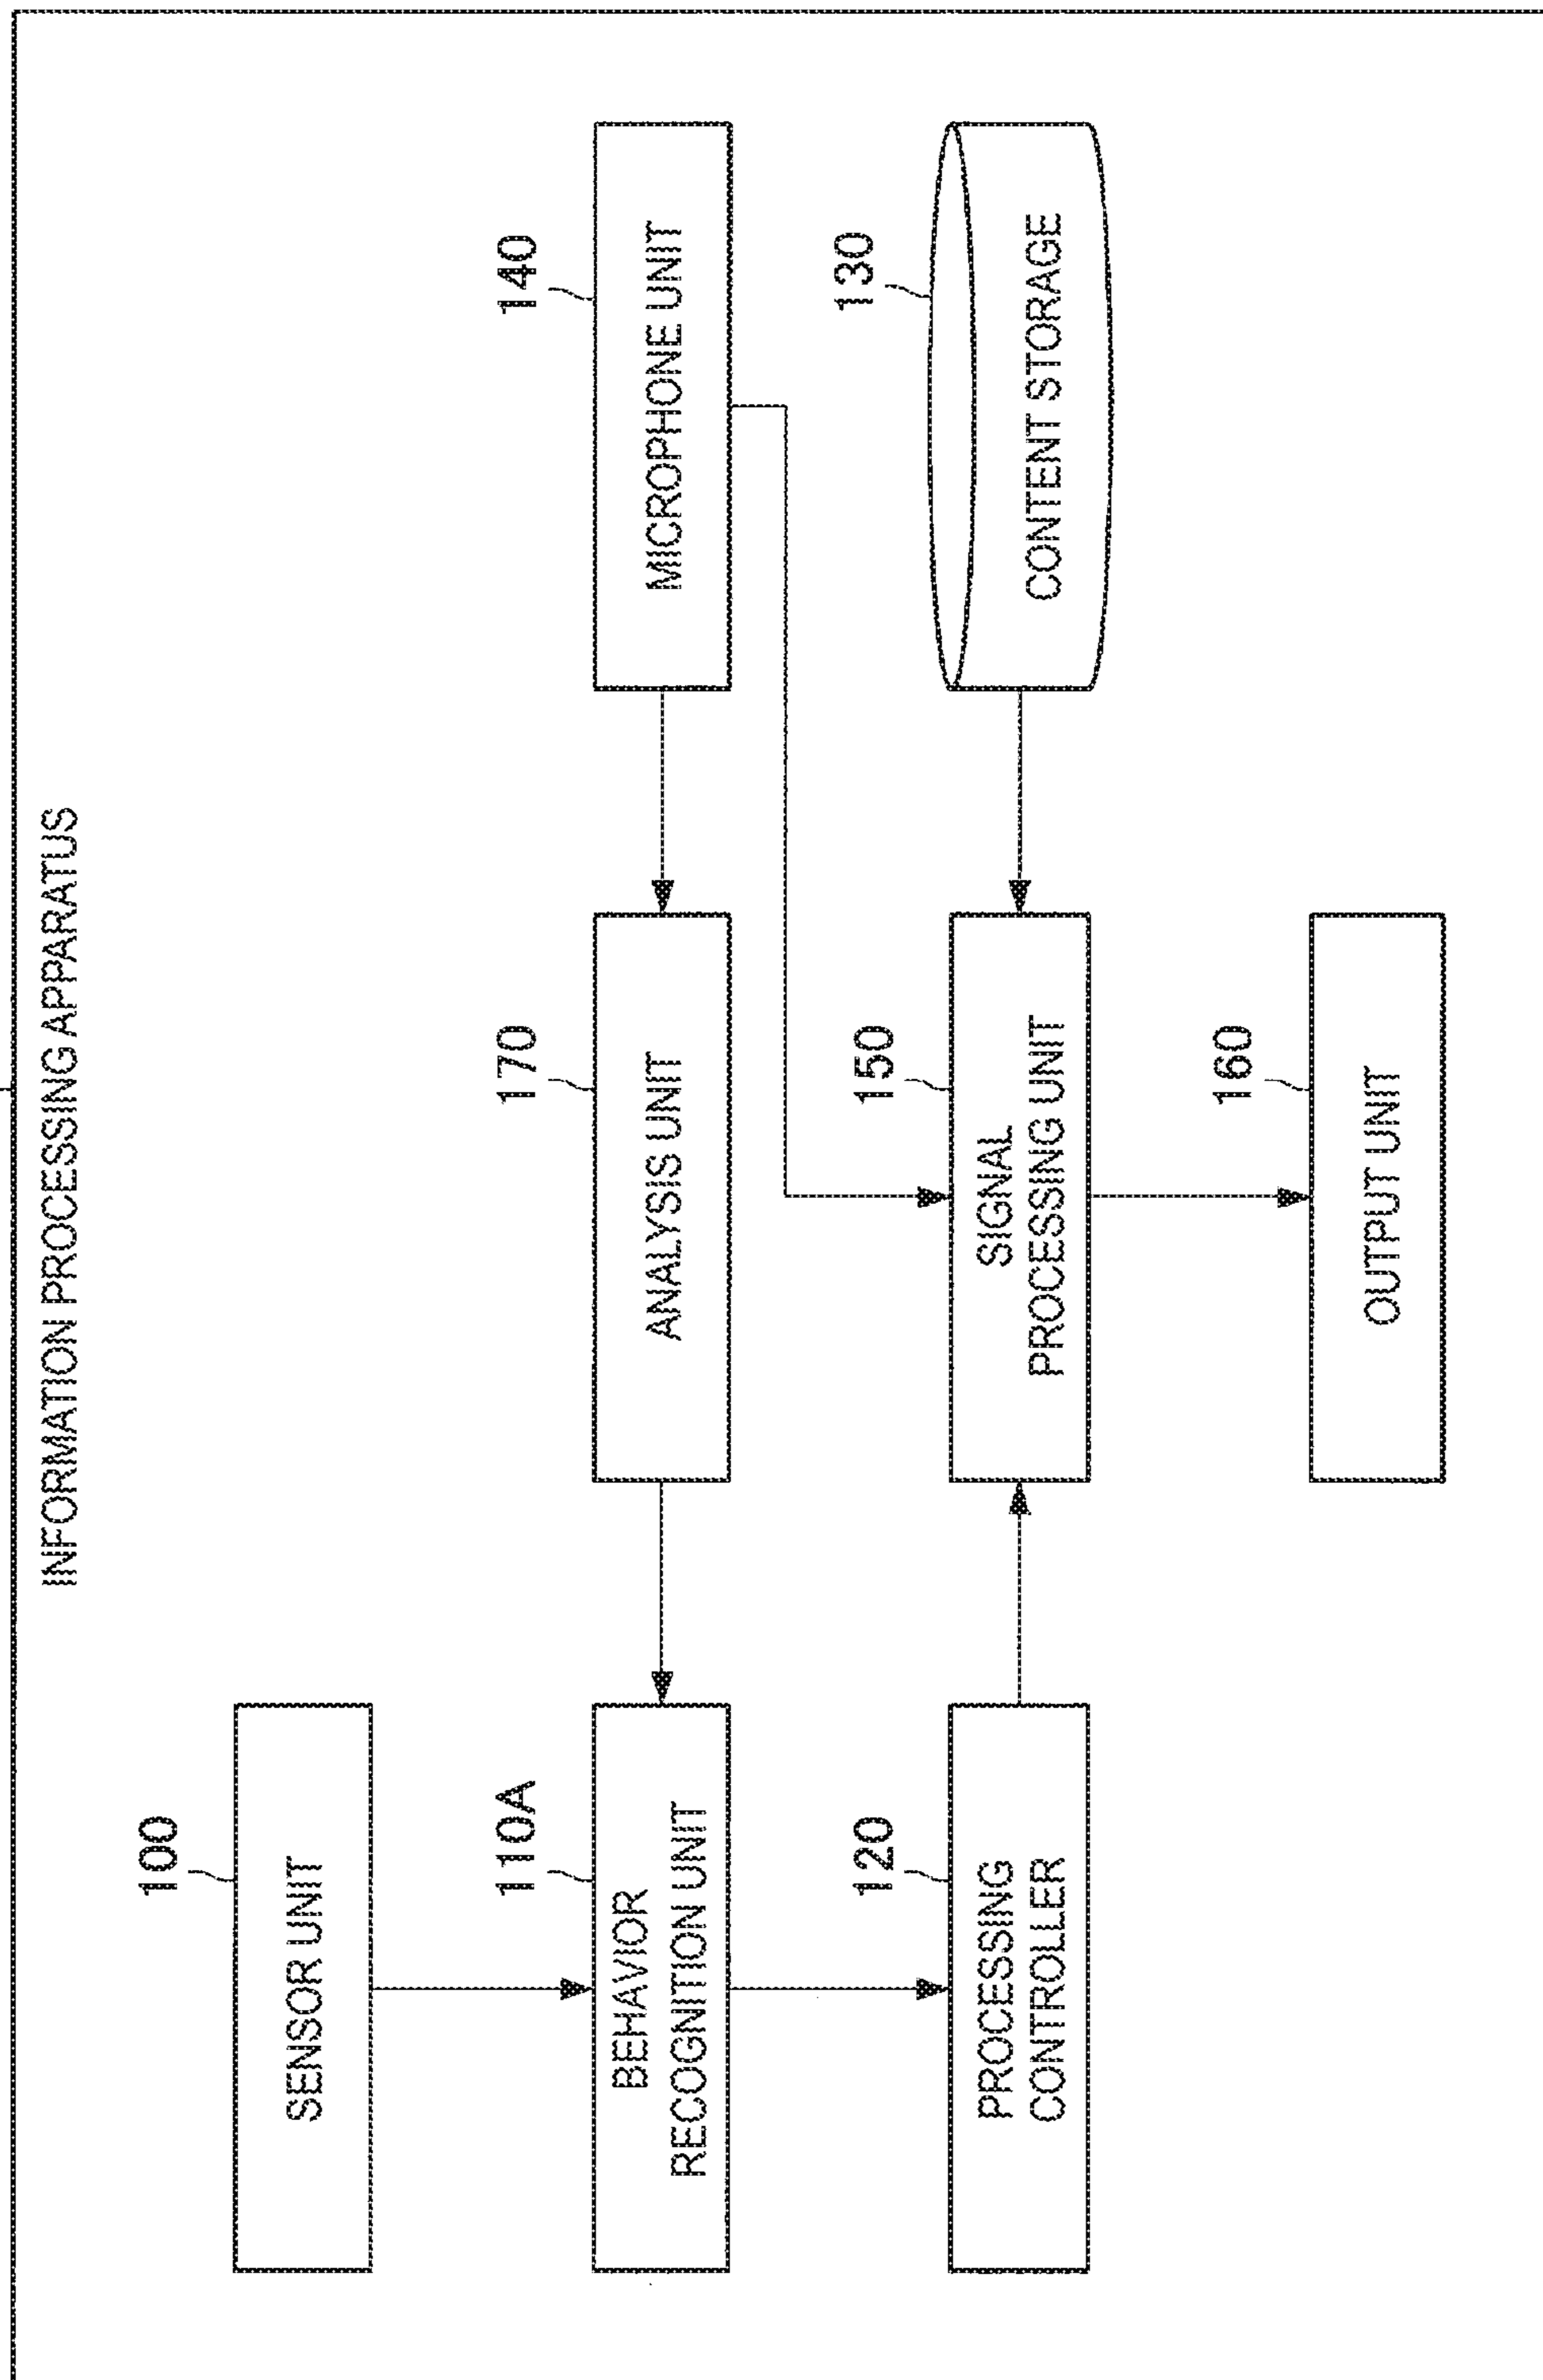 INFORMATION PROCESSING APPARATUS
100
SENSOR UNIT
110A
BEHAVIOR
RECOGNITION UNIT
170
ANALYSIS UNIT
140
MICROPHONE UNIT
120
PROCESSING
CONTROLLER
150
SIGNAL
PROCESSING UNIT
130
CONTENT STORAGE
160
OUTPUT UNIT